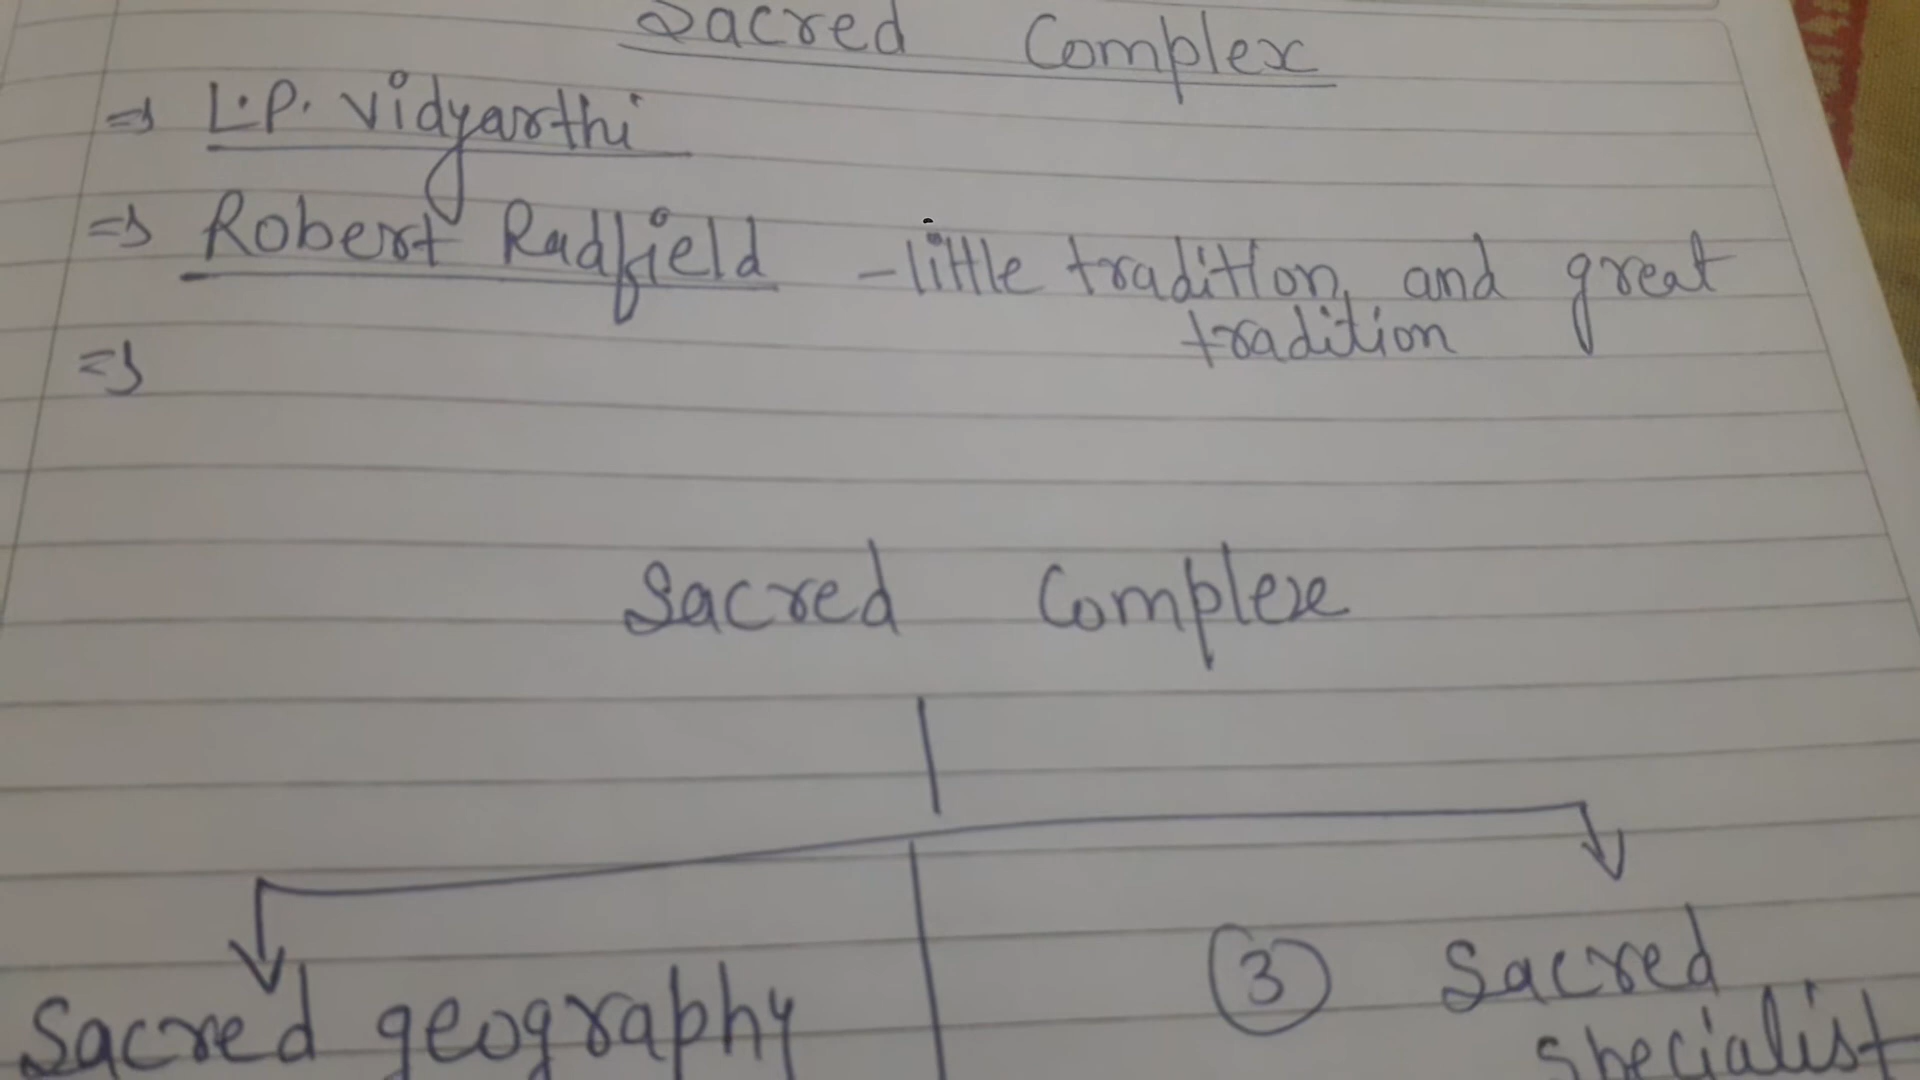 Sacred Complex
⇒ L.P. Vidyarthi
⇒ Robert Radfield - little tradition and great
tradition
⇒
Sacred Complex
Sacred geography
③ Sacred
specialist